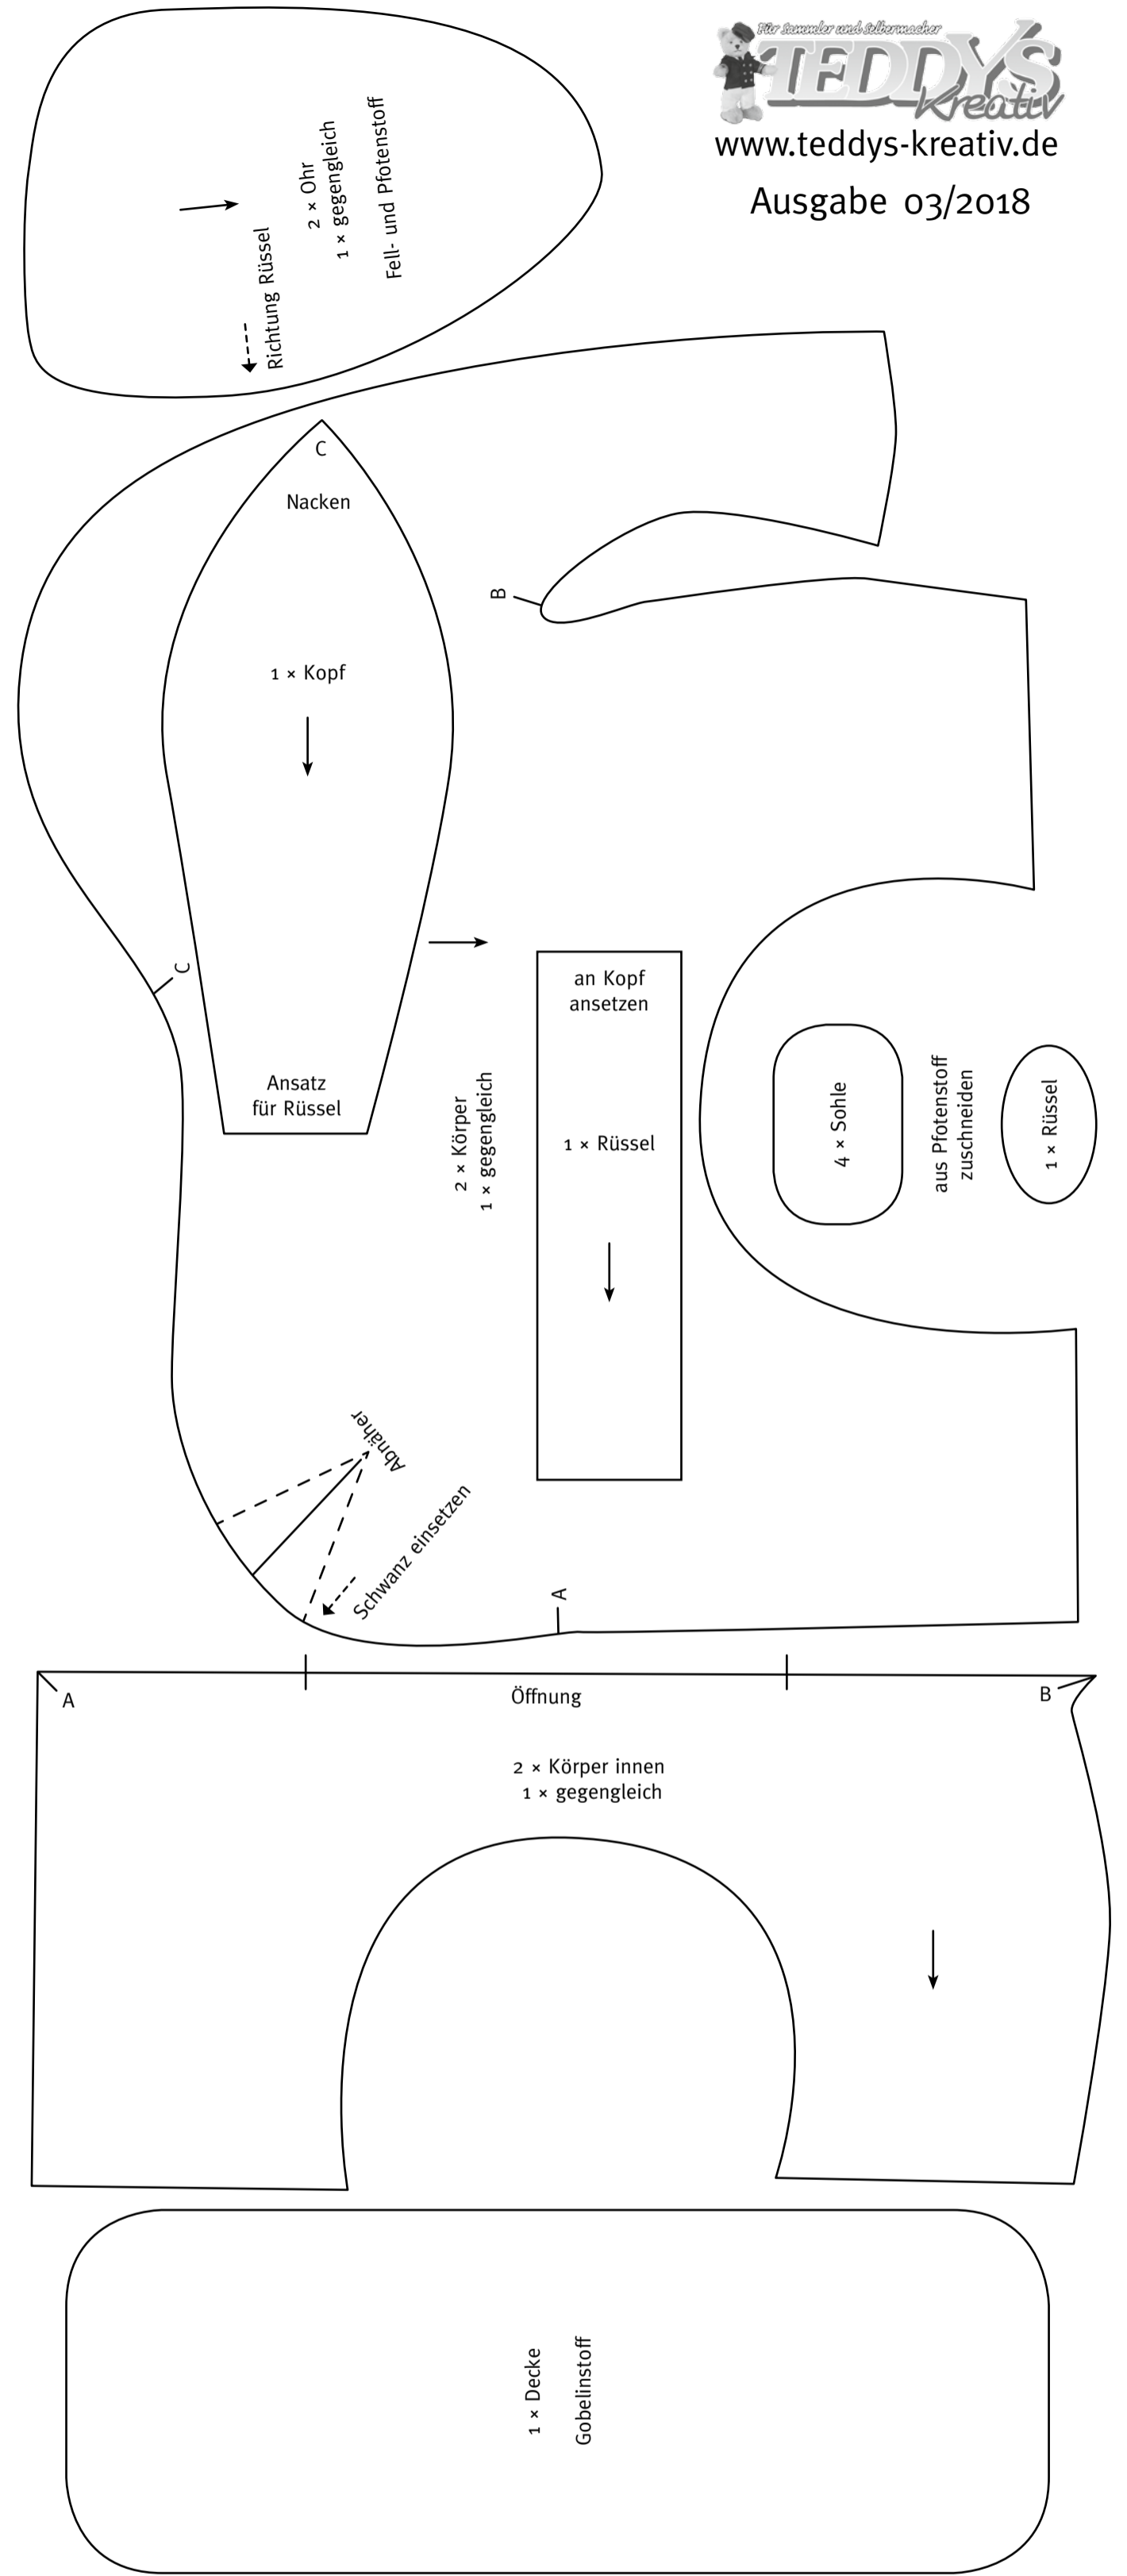 Für Sammler und Selbermacher
TEDDYS
Kreativ
www.teddys-kreativ.de
Ausgabe 03/2018
2 × Ohr
1 × gegengleich
Fell- und Pfotenstoff
Richtung Rüssel
C
Nacken
1 × Kopf
Ansatz
für Rüssel
B
C
2 × Körper
1 × gegengleich
an Kopf
ansetzen
1 × Rüssel
4 × Sohle
aus Pfotenstoff
zuschneiden
1 × Rüssel
Abnäher
Schwanz einsetzen
A
A
Öffnung
B
2 × Körper innen
1 × gegengleich
1 × Decke
Gobelinstoff